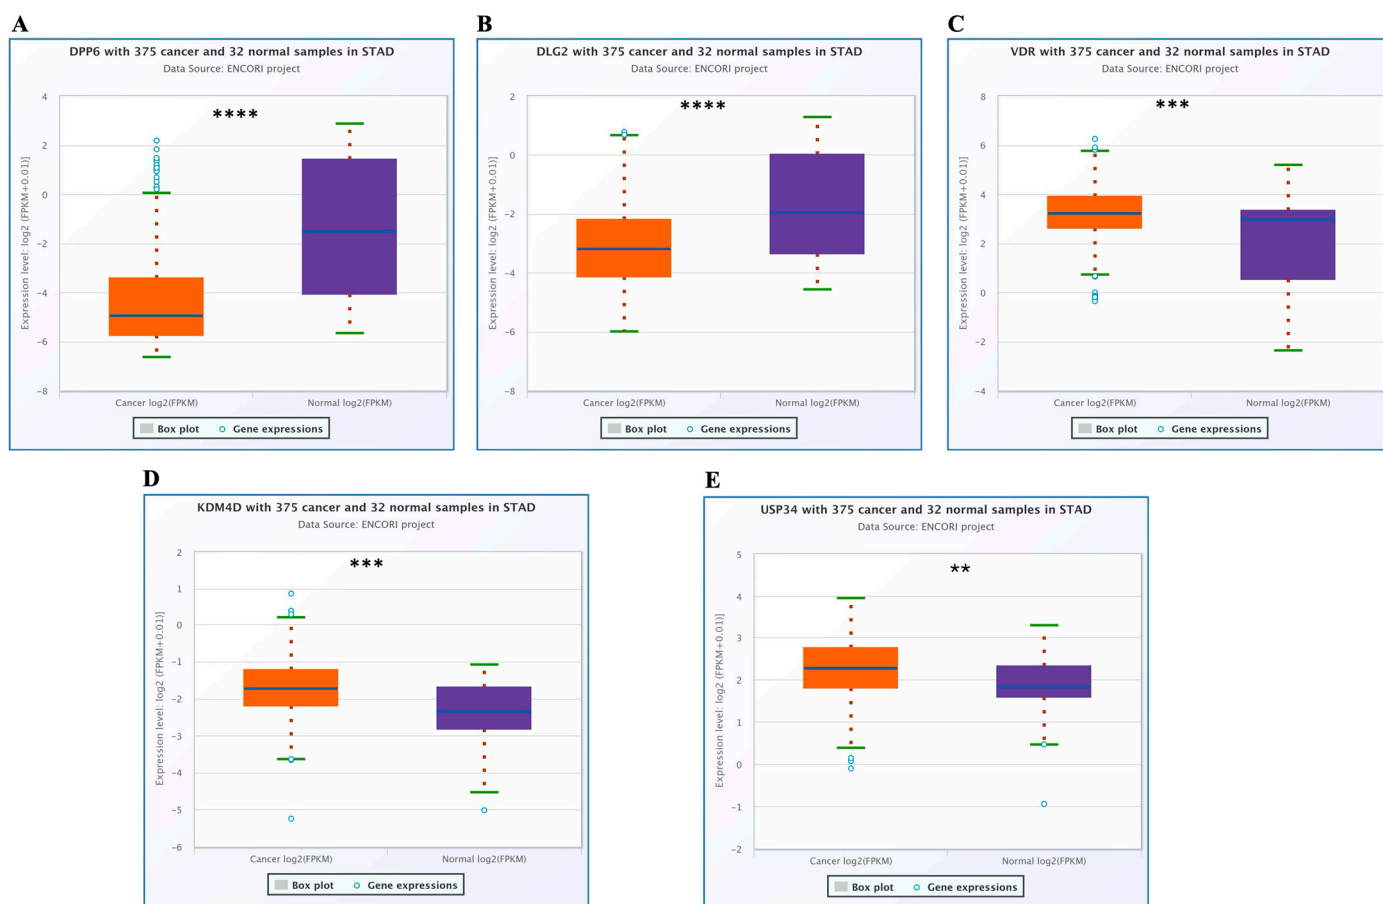 A
DPP6 with 375 cancer and 32 normal samples in STAD
Data Source: ENCORI project
Expression level: log2 (FPKM+0.01)]
4
2
0
−2
−4
−6
−8
****
Cancer log2(FPKM)
Normal log2(FPKM)
Box plot
Gene expressions
B
DLG2 with 375 cancer and 32 normal samples in STAD
Data Source: ENCORI project
Expression level: log2 (FPKM+0.01)]
2
0
−2
−4
−6
−8
****
Cancer log2(FPKM)
Normal log2(FPKM)
Box plot
Gene expressions
C
VDR with 375 cancer and 32 normal samples in STAD
Data Source: ENCORI project
Expression level: log2 (FPKM+0.01)]
8
6
4
2
0
−2
−4
***
Cancer log2(FPKM)
Normal log2(FPKM)
Box plot
Gene expressions
D
KDM4D with 375 cancer and 32 normal samples in STAD
Data Source: ENCORI project
Expression level: log2 (FPKM+0.01)]
2
1
0
−1
−2
−3
−4
−5
−6
***
Cancer log2(FPKM)
Normal log2(FPKM)
Box plot
Gene expressions
E
USP34 with 375 cancer and 32 normal samples in STAD
Data Source: ENCORI project
Expression level: log2 (FPKM+0.01)]
5
4
3
2
1
0
−1
−2
**
Cancer log2(FPKM)
Normal log2(FPKM)
Box plot
Gene expressions